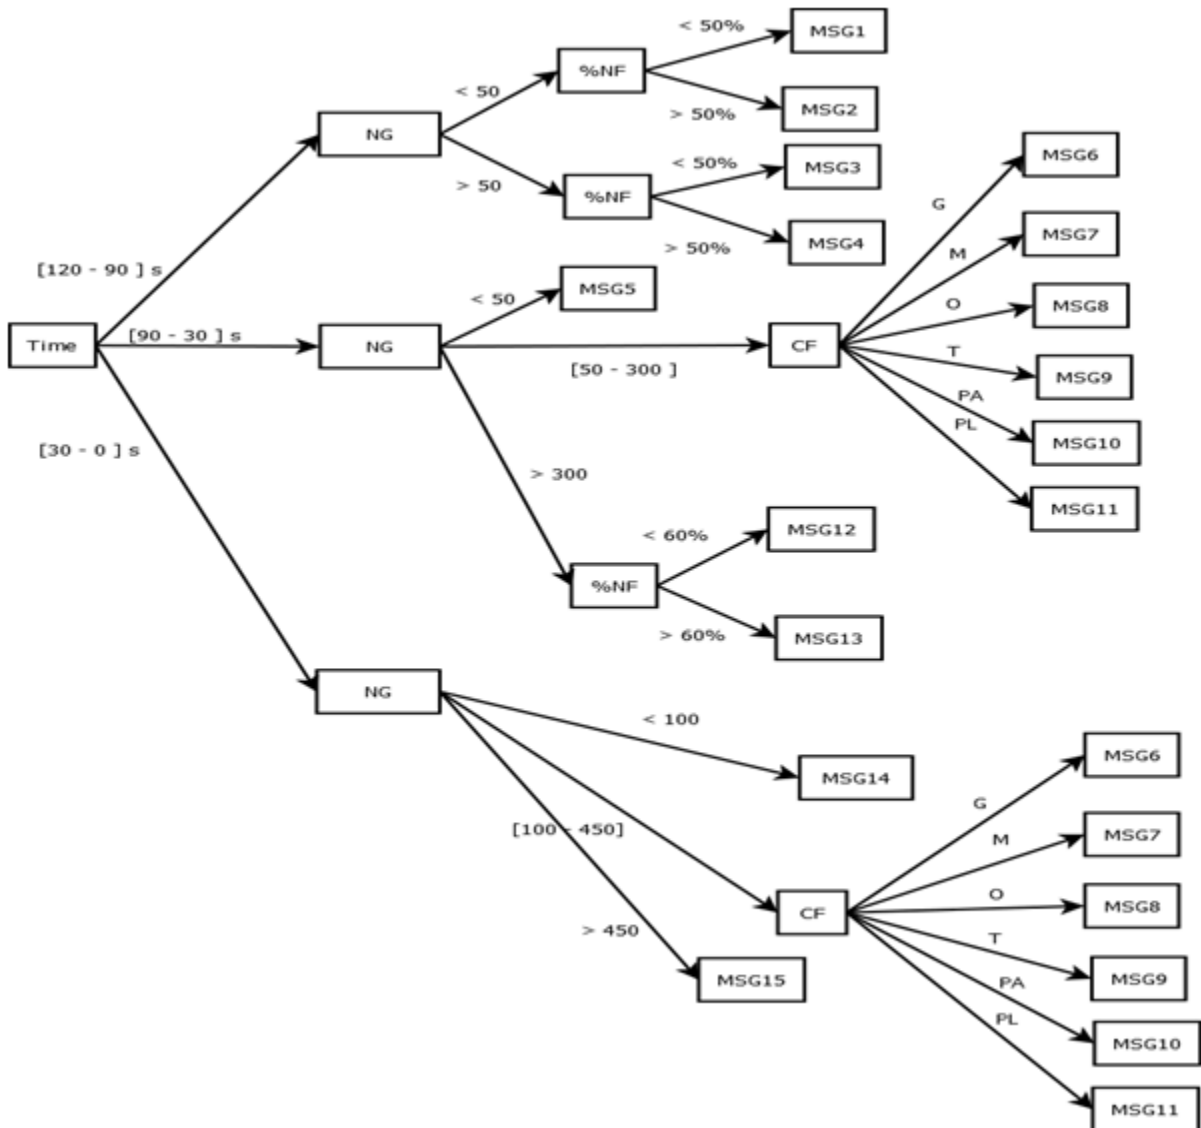 < 50%
MSG1
%NF
< 50
> 50%
MSG2
NG
< 50%
MSG3
> 50
%NF
> 50%
MSG4
[120 - 90 ] s
G
MSG6
M
MSG7
O
MSG8
< 50
MSG5
Time
[90 - 30 ] s
NG
[50 - 300 ]
CF
T
MSG9
PA
MSG10
PL
MSG11
[30 - 0 ] s
> 300
< 60%
MSG12
%NF
> 60%
MSG13
NG
< 100
MSG14
[100 - 450]
> 450
MSG15
CF
G
MSG6
M
MSG7
O
MSG8
T
MSG9
PA
MSG10
PL
MSG11